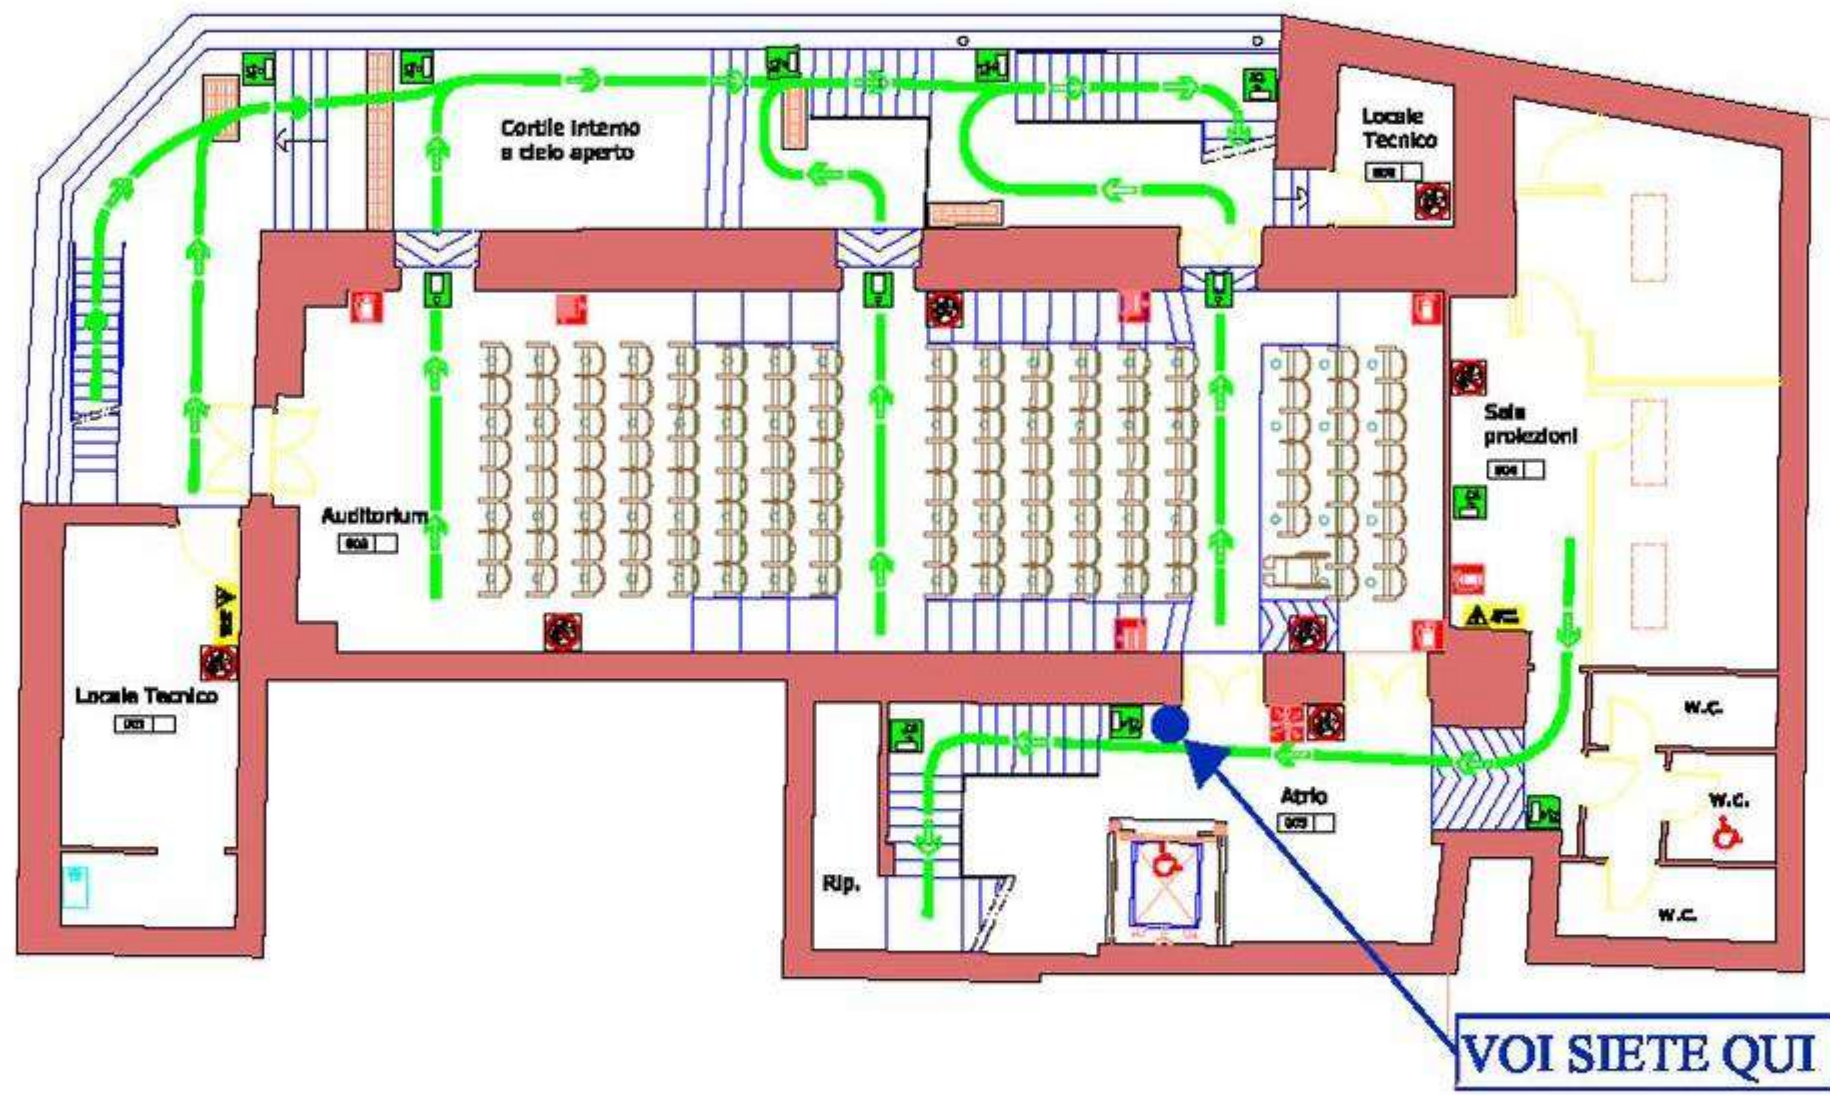 Cortile interno
a cielo aperto
Locale
Tecnico
Sala
proiezioni
Auditorium
Locale Tecnico
W.C.
W.C.
Atrio
Rip.
W.C.
VOI SIETE QUI